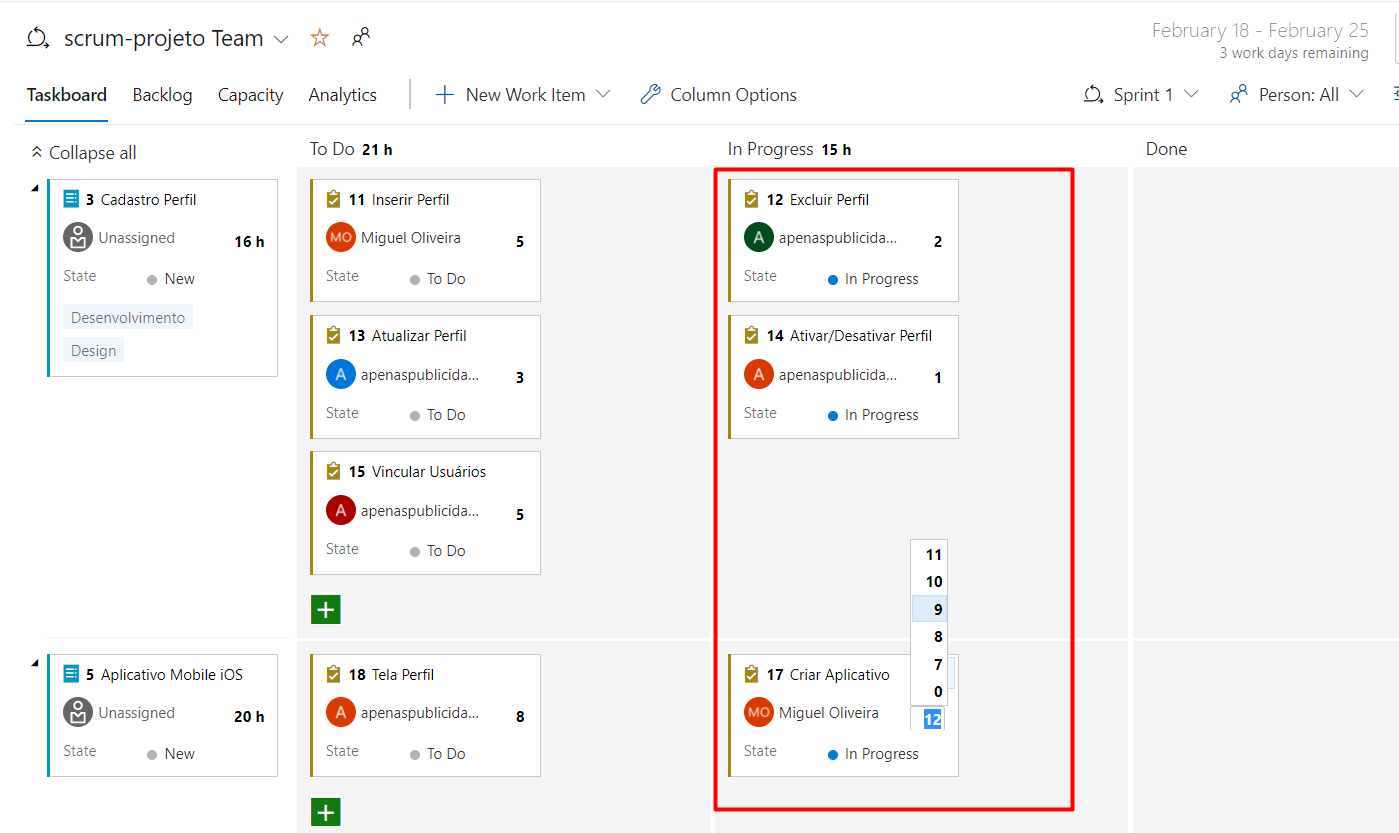 scrum-projeto Team
February 18 - February 25
3 work days remaining
Taskboard Backlog Capacity Analytics New Work Item Column Options Sprint 1 Person: All
Collapse all
To Do 21 h
In Progress 15 h
Done
3 Cadastro Perfil
Unassigned 16 h
State New
Desenvolvimento
Design
11 Inserir Perfil
MO Miguel Oliveira 5
State To Do
13 Atualizar Perfil
A apenaspublicida... 3
State To Do
15 Vincular Usuários
A apenaspublicida... 5
State To Do
12 Excluir Perfil
A apenaspublicida... 2
State In Progress
14 Ativar/Desativar Perfil
A apenaspublicida... 1
State In Progress
5 Aplicativo Mobile iOS
Unassigned 20 h
State New
18 Tela Perfil
A apenaspublicida... 8
State To Do
17 Criar Aplicativo
MO Miguel Oliveira
State In Progress
11
10
9
8
7
0
12